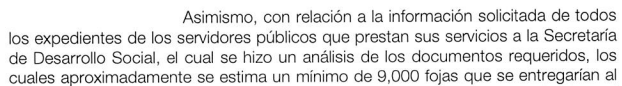 Asimismo, con relación a la información solicitada de todos
los expedientes de los servidores públicos que prestan sus servicios a la Secretaría
de Desarrollo Social, el cual se hizo un análisis de los documentos requeridos, los
cuales aproximadamente se estima un mínimo de 9,000 fojas que se entregarían al